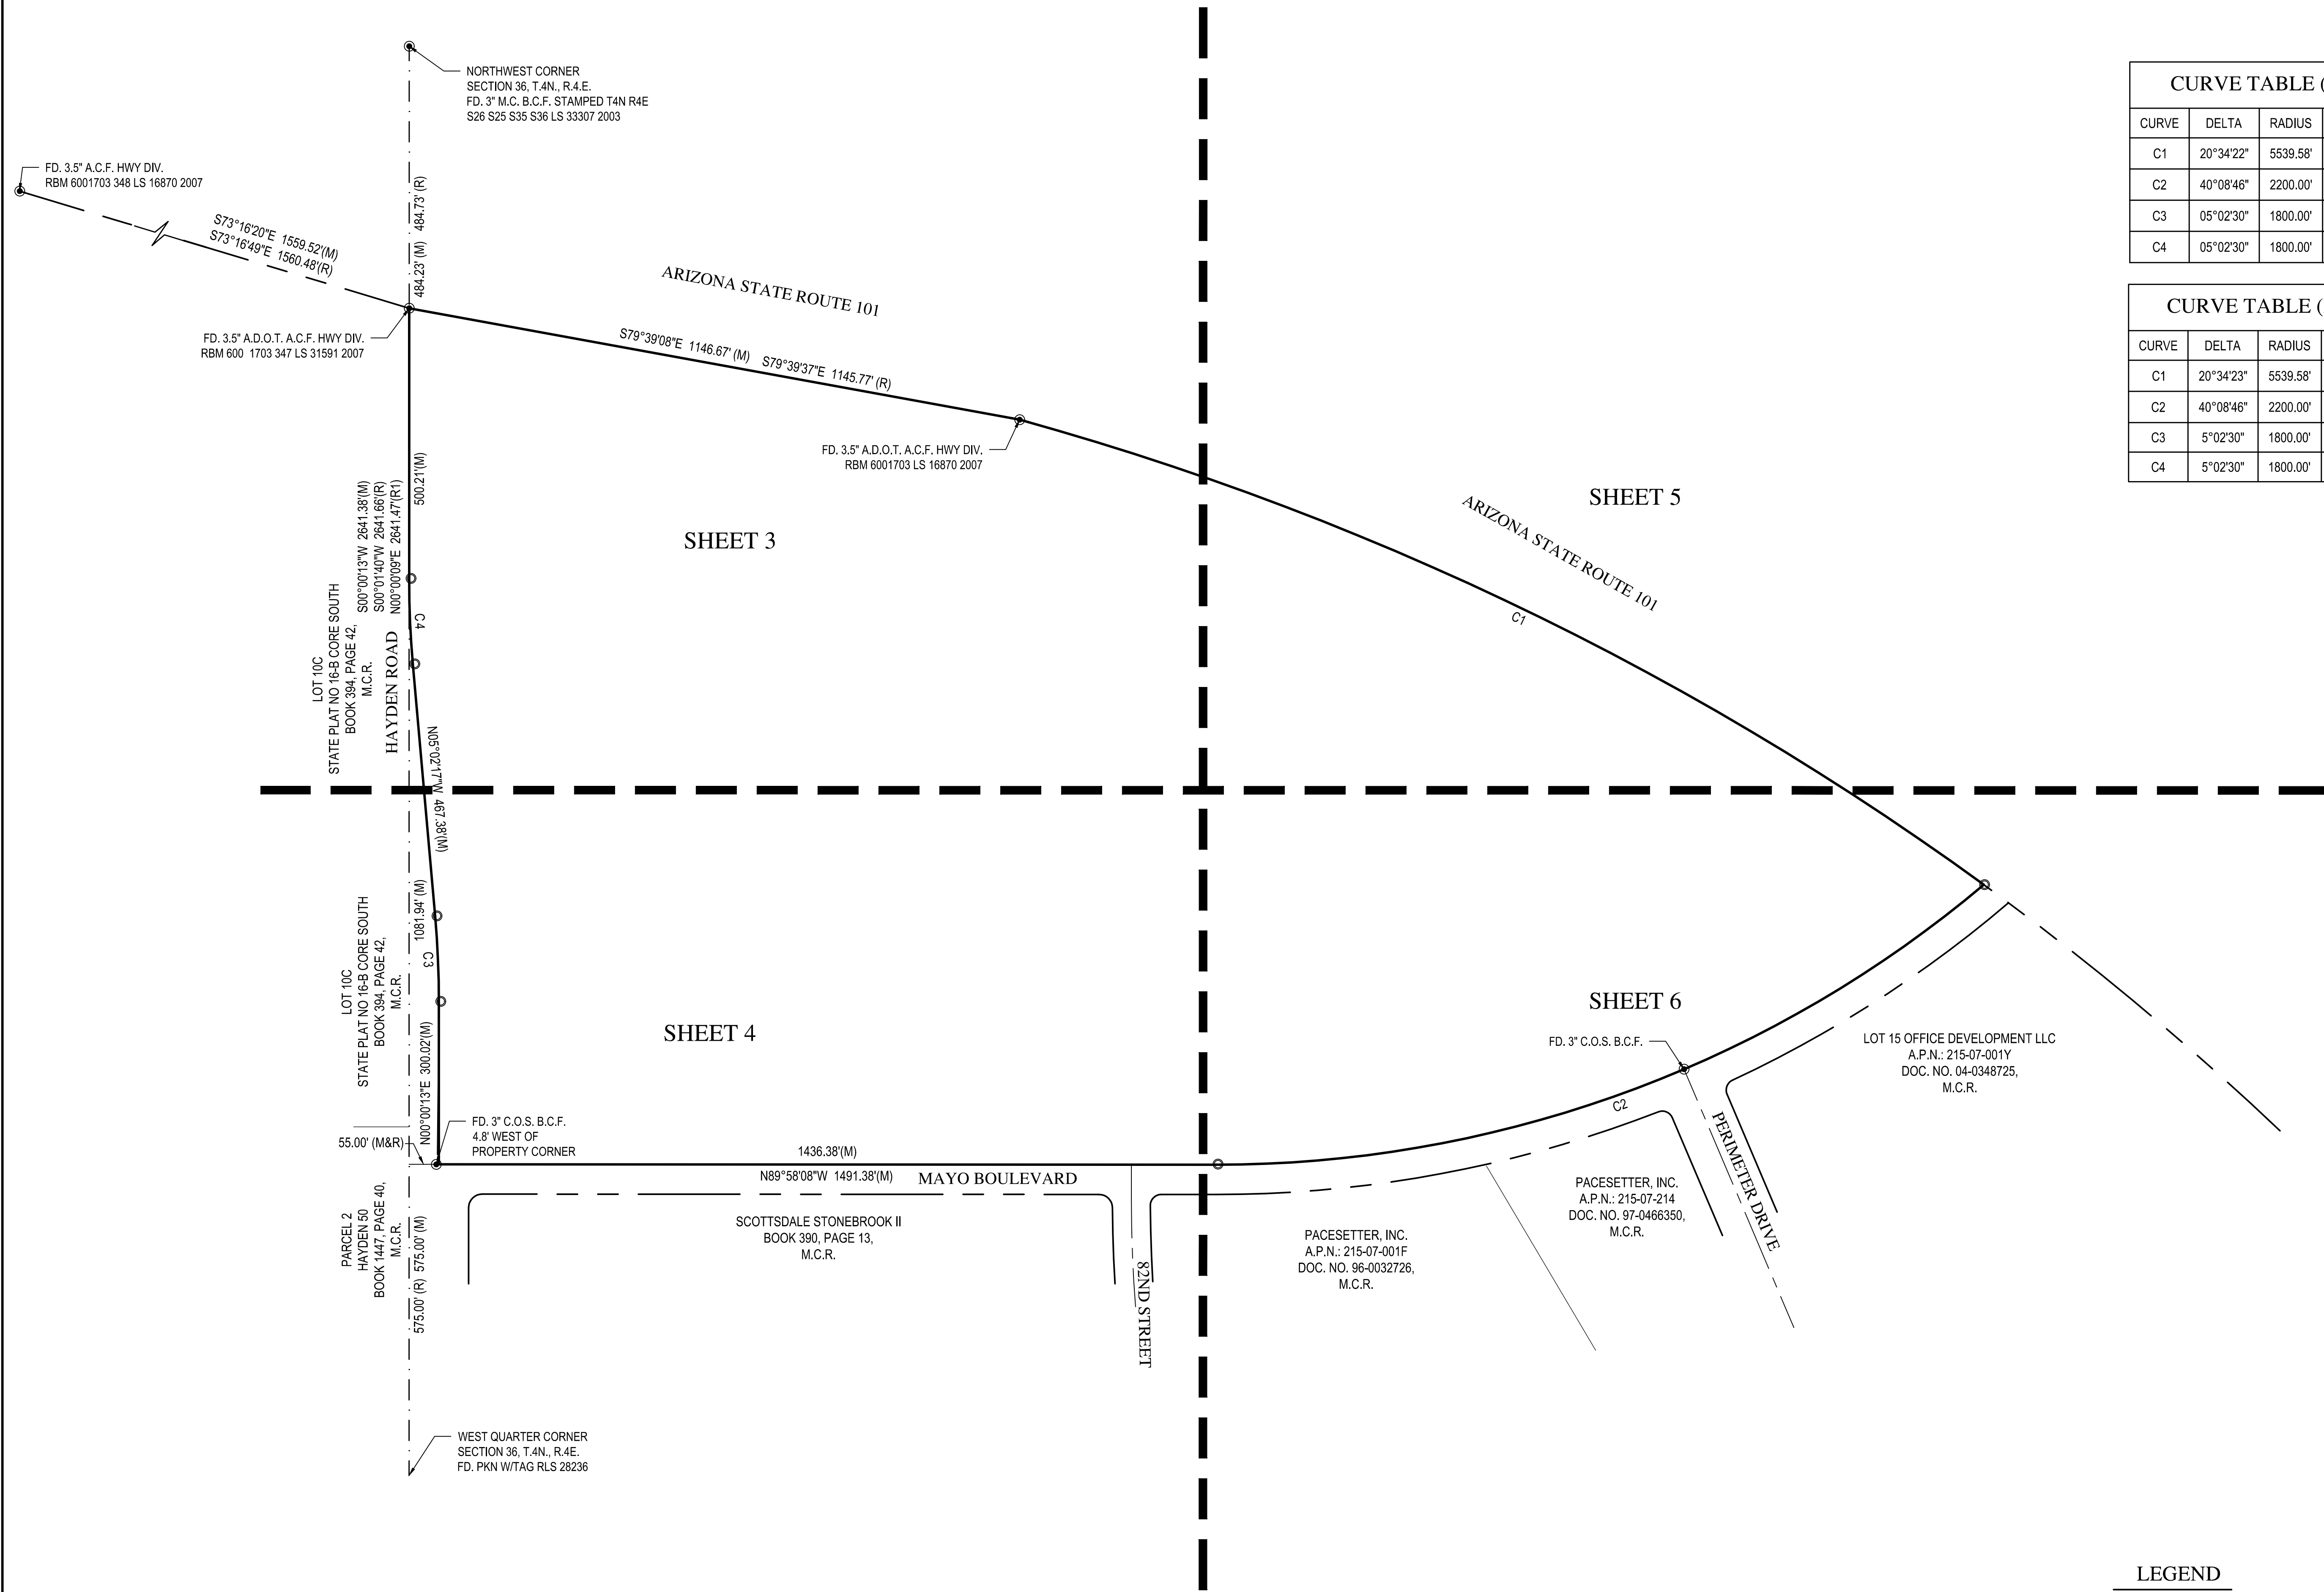 NORTHWEST CORNER
SECTION 36, T.4N., R.4.E.
FD. 3" M.C. B.C.F. STAMPED T4N R4E
S26 S25 S35 S36 LS 33307 2003
FD. 3.5" A.C.F. HWY DIV.
RBM 6001703 348 LS 16870 2007
S73°16'20"E 1559.52'(M)
S73°16'49"E 1560.48'(R)
484.23' (M) 484.73' (R)
FD. 3.5" A.D.O.T. A.C.F. HWY DIV.
RBM 600 1703 347 LS 31591 2007
ARIZONA STATE ROUTE 101
S79°39'08"E 1146.67' (M) S79°39'37"E 1145.77' (R)
FD. 3.5" A.D.O.T. A.C.F. HWY DIV.
RBM 6001703 LS 16870 2007
CURVE TABLE (
CURVE DELTA RADIUS
C1 20°34'22" 5539.58'
C2 40°08'46" 2200.00'
C3 05°02'30" 1800.00'
C4 05°02'30" 1800.00'
CURVE TABLE (
CURVE DELTA RADIUS
C1 20°34'23" 5539.58'
C2 40°08'46" 2200.00'
C3 5°02'30" 1800.00'
C4 5°02'30" 1800.00'
SHEET 5
ARIZONA STATE ROUTE 101
C1
SHEET 3
500.21'(M)
S00°00'13"W 2641.38'(M)
S00°01'40"W 2641.66'(R)
N00°00'09"E 2641.47'(R1)
C4
LOT 10C
STATE PLAT NO 16-B CORE SOUTH
BOOK 394, PAGE 42,
M.C.R.
HAYDEN ROAD
N05°02'17"W 467.38'(M)
1081.94' (M)
C3
LOT 10C
STATE PLAT NO 16-B CORE SOUTH
BOOK 394, PAGE 42,
M.C.R.
N00°00'13"E 300.02'(M)
SHEET 4
SHEET 6
FD. 3" C.O.S. B.C.F.
LOT 15 OFFICE DEVELOPMENT LLC
A.P.N.: 215-07-001Y
DOC. NO. 04-0348725,
M.C.R.
C2
PERIMETER DRIVE
55.00' (M&R)
FD. 3" C.O.S. B.C.F.
4.8' WEST OF
PROPERTY CORNER
1436.38'(M)
N89°58'08"W 1491.38'(M)
MAYO BOULEVARD
PARCEL 2
HAYDEN 50
BOOK 1447, PAGE 40,
M.C.R.
575.00' (R) 575.00' (M)
SCOTTSDALE STONEBROOK II
BOOK 390, PAGE 13,
M.C.R.
82ND STREET
PACESETTER, INC.
A.P.N.: 215-07-001F
DOC. NO. 96-0032726,
M.C.R.
PACESETTER, INC.
A.P.N.: 215-07-214
DOC. NO. 97-0466350,
M.C.R.
WEST QUARTER CORNER
SECTION 36, T.4N., R.4E.
FD. PKN W/TAG RLS 28236
LEGEND